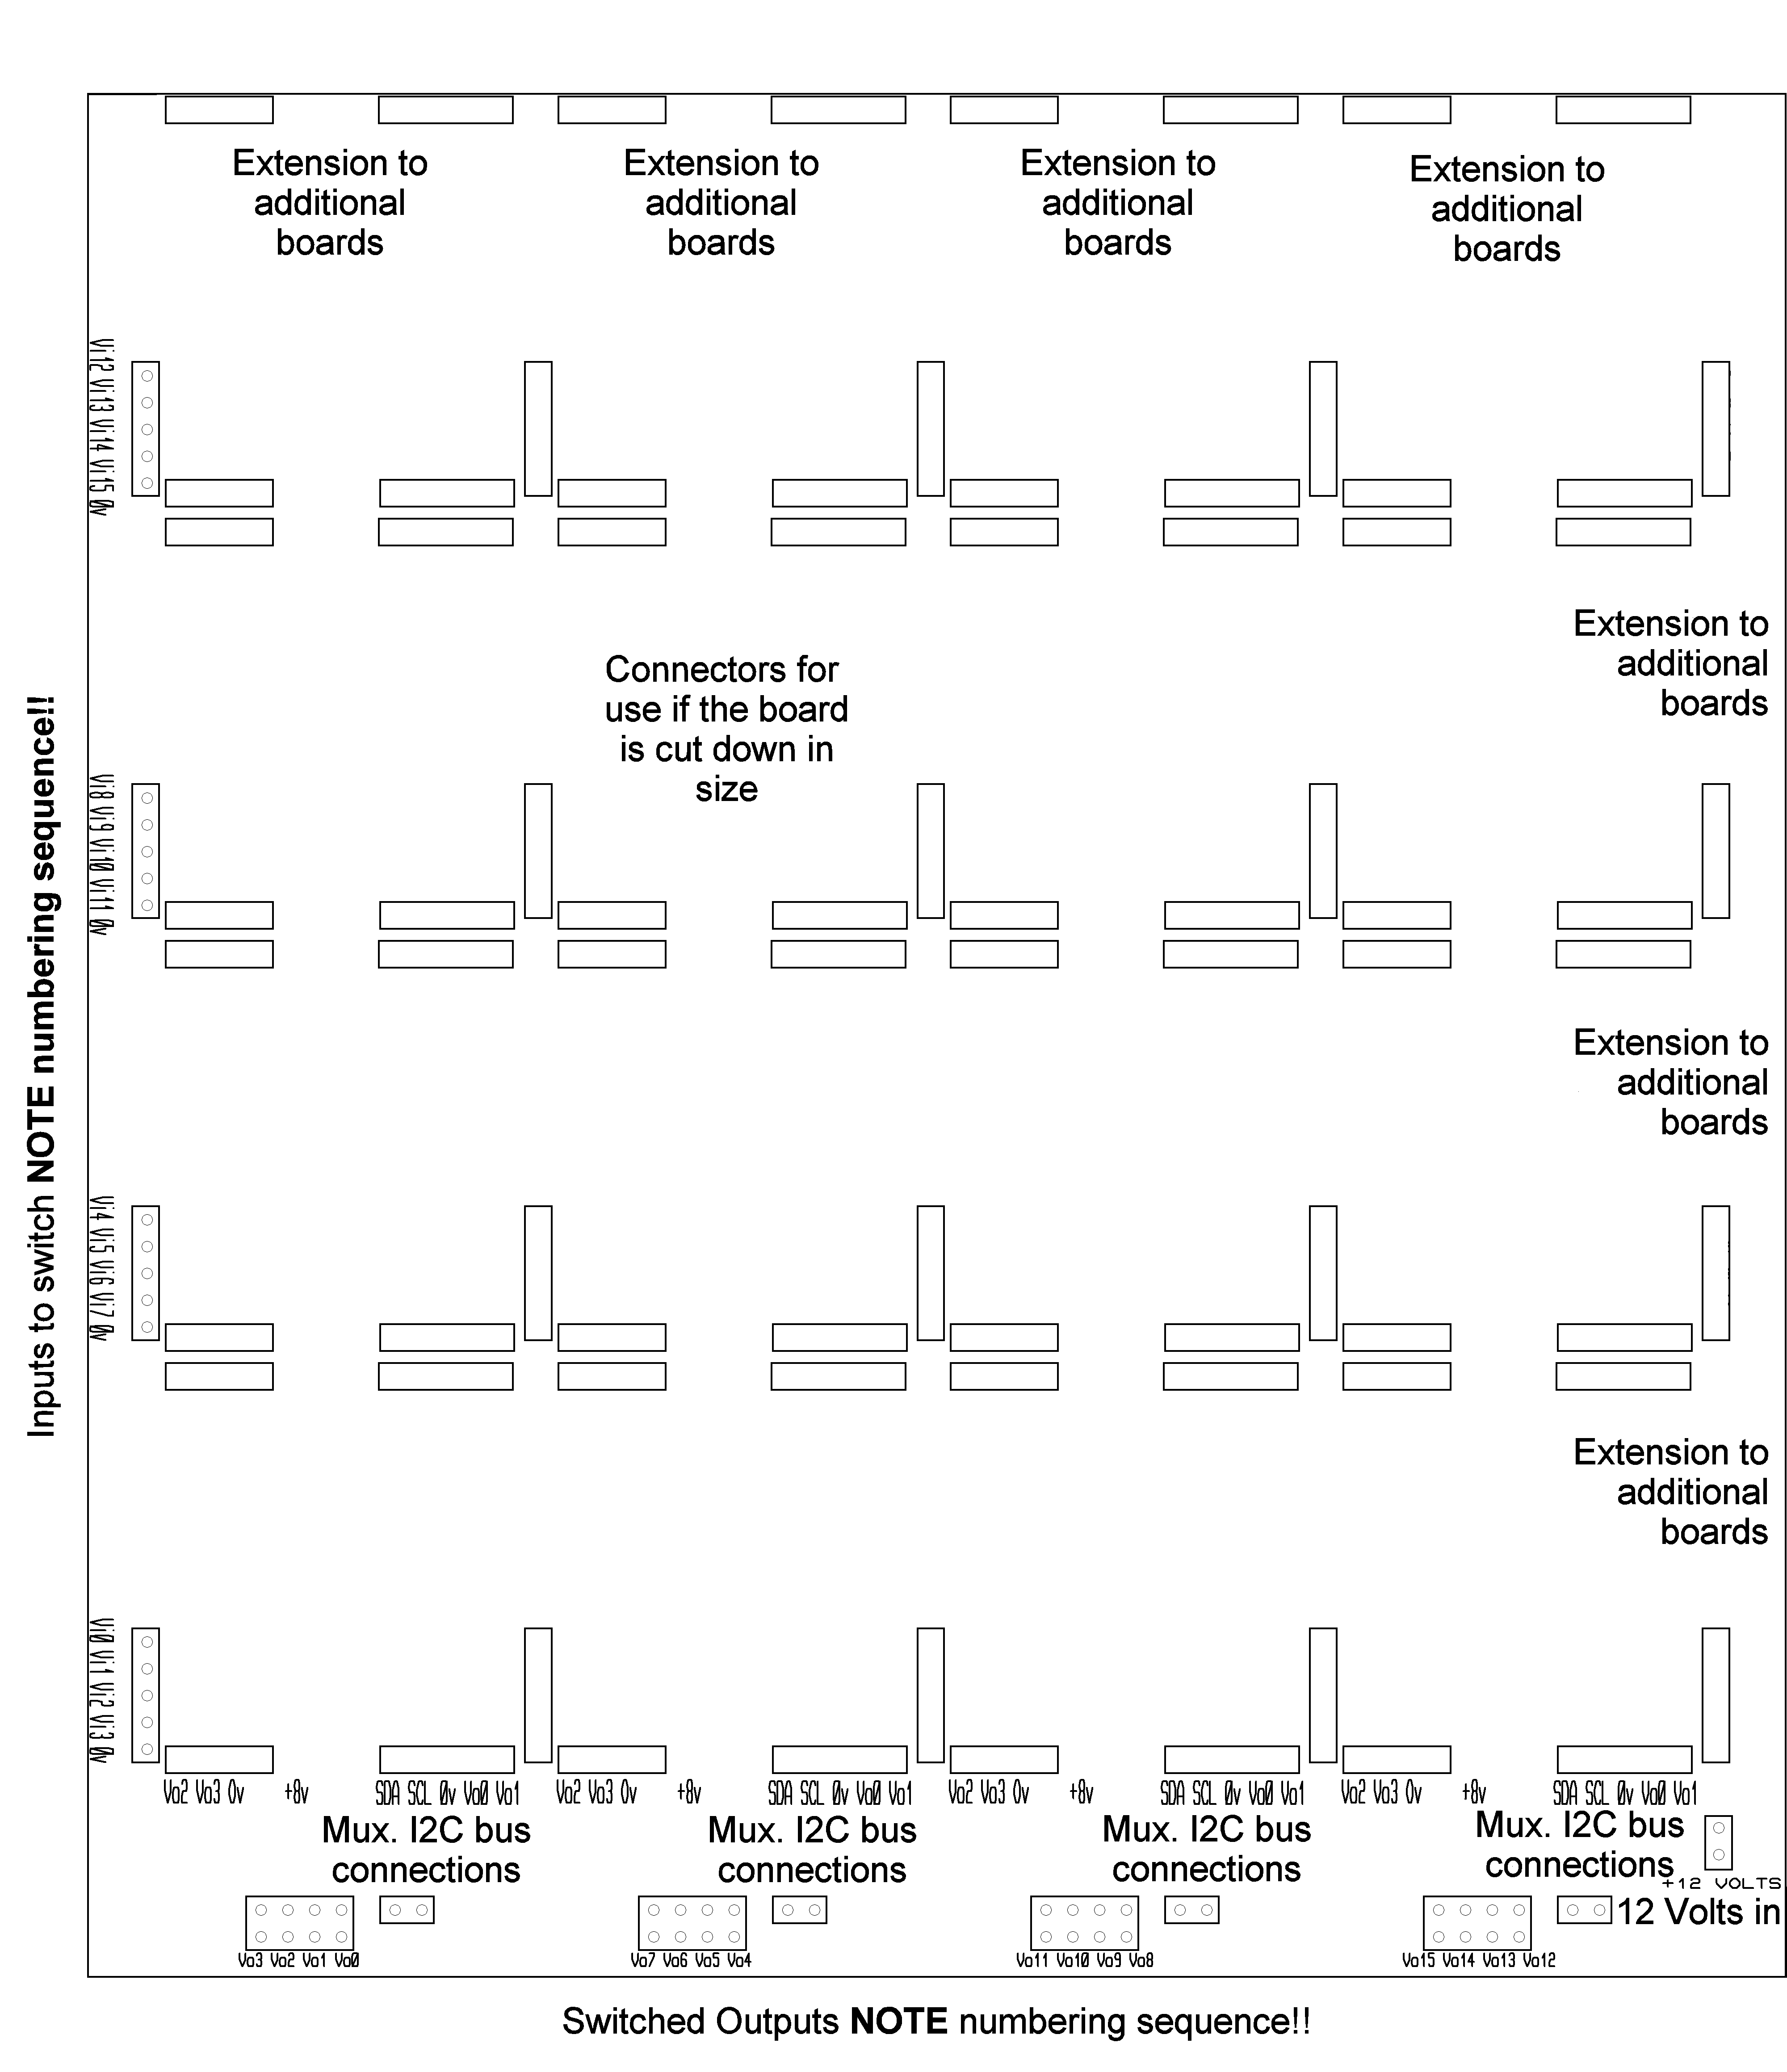 Extension to
additional
boards
Extension to
additional
boards
Extension to
additional
boards
Extension to
additional
boards
Vi12 Vi13 Vi14 Vi15 0v
Extension to
additional
boards
Connectors for
use if the board
is cut down in
size
Inputs to switch NOTE numbering sequence!!
Vi8 Vi9 Vi10 Vi11 0v
Extension to
additional
boards
Vi4 Vi5 Vi6 Vi7 0v
Extension to
additional
boards
Vi0 Vi1 Vi2 Vi3 0v
Vo2 Vo3 0v +8v SDA SCL 0v Vo0 Vo1 Vo2 Vo3 0v +8v SDA SCL 0v Vo0 Vo1 Vo2 Vo3 0v +8v SDA SCL 0v Vo0 Vo1 Vo2 Vo3 0v +8v SDA SCL 0v Vo0 Vo1
Mux. I2C bus
connections
Mux. I2C bus
connections
Mux. I2C bus
connections
Mux. I2C bus
connections
+12 VOLTS
12 Volts in
Vo3 Vo2 Vo1 Vo0
Vo7 Vo6 Vo5 Vo4
Vo11 Vo10 Vo9 Vo8
Vo15 Vo14 Vo13 Vo12
Switched Outputs NOTE numbering sequence!!